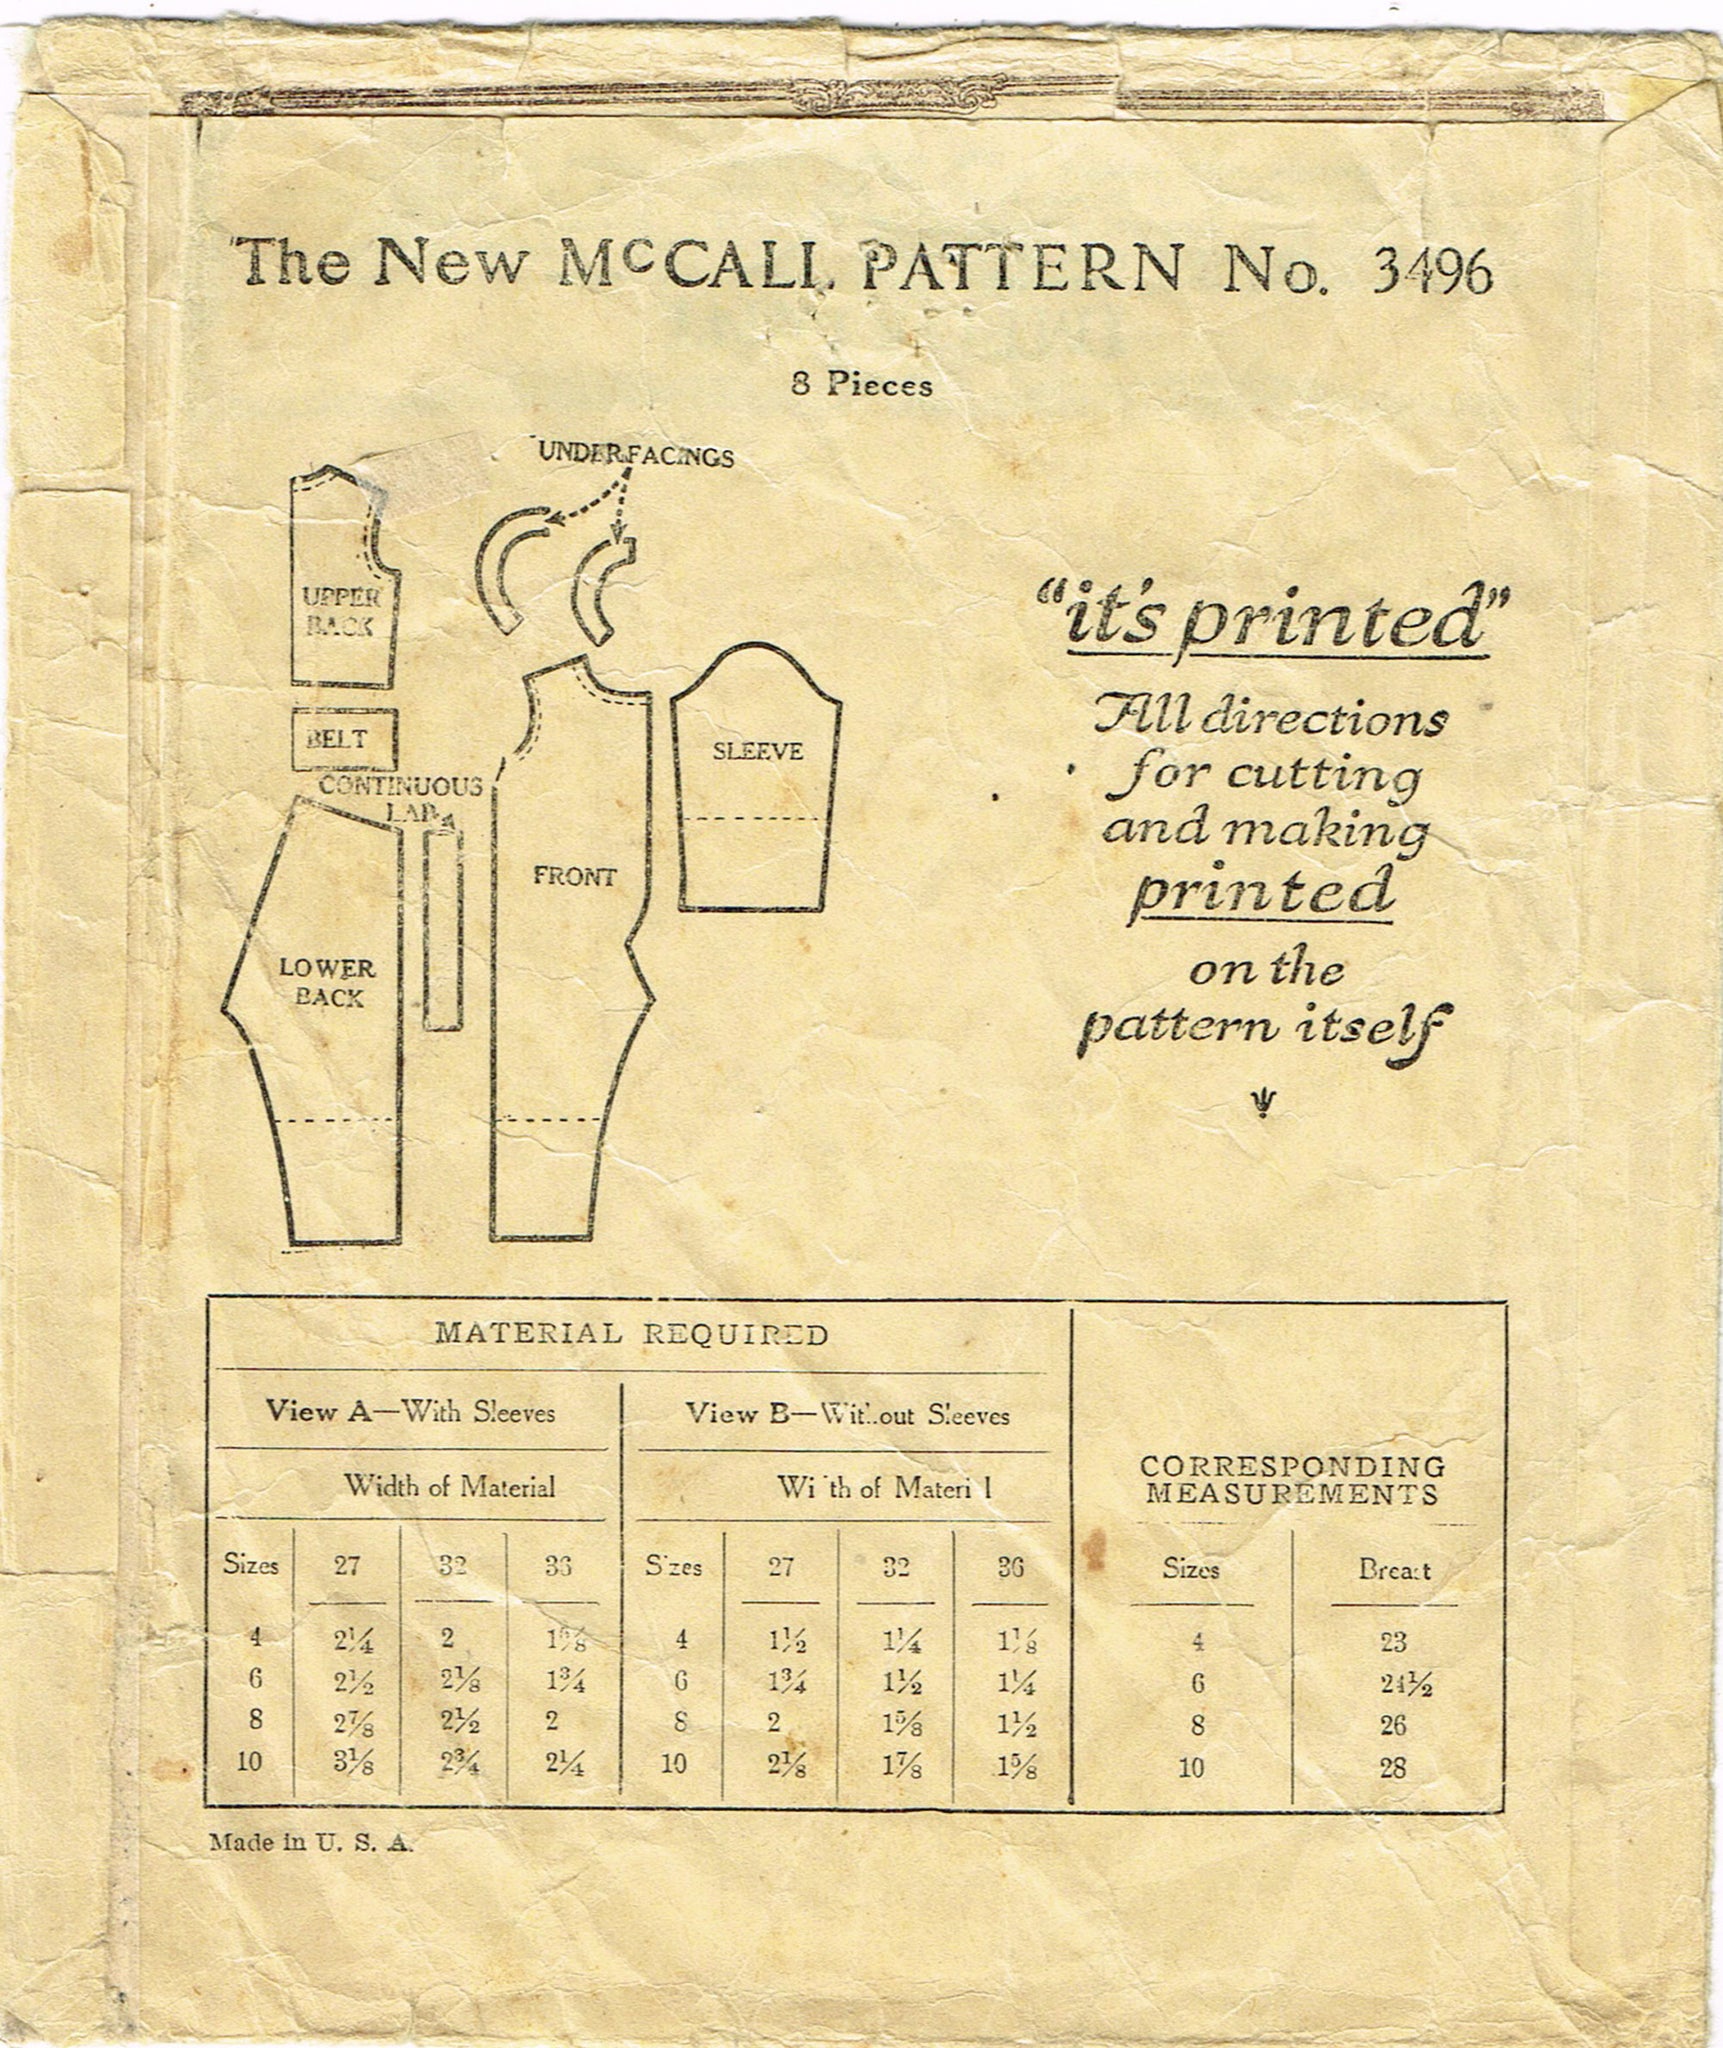 The New McCALL PATTERN No. 3496
8 Pieces
UNDERFACINGS
UPPER
BACK
BELT
CONTINUOUS
LAP
SLEEVE
FRONT
LOWER
BACK
"it's printed"
All directions
for cutting
and making
printed
on the
pattern itself
MATERIAL REQUIRED
View A—With Sleeves View B—Without Sleeves
CORRESPONDING
MEASUREMENTS
Width of Material Width of Material
Sizes 27 32 36 Sizes 27 32 36 Sizes Breast
4 2¼ 2 4 1½ 1¼ 1⅛ 4 23
6 2½ 2⅛ 1¾ 6 1¾ 1½ 1¼ 6 24½
8 2⅞ 2½ 2 8 2 1⅝ 1½ 8 26
10 3⅛ 2¾ 2¼ 10 2⅛ 1⅞ 1⅝ 10 28
Made in U. S. A.